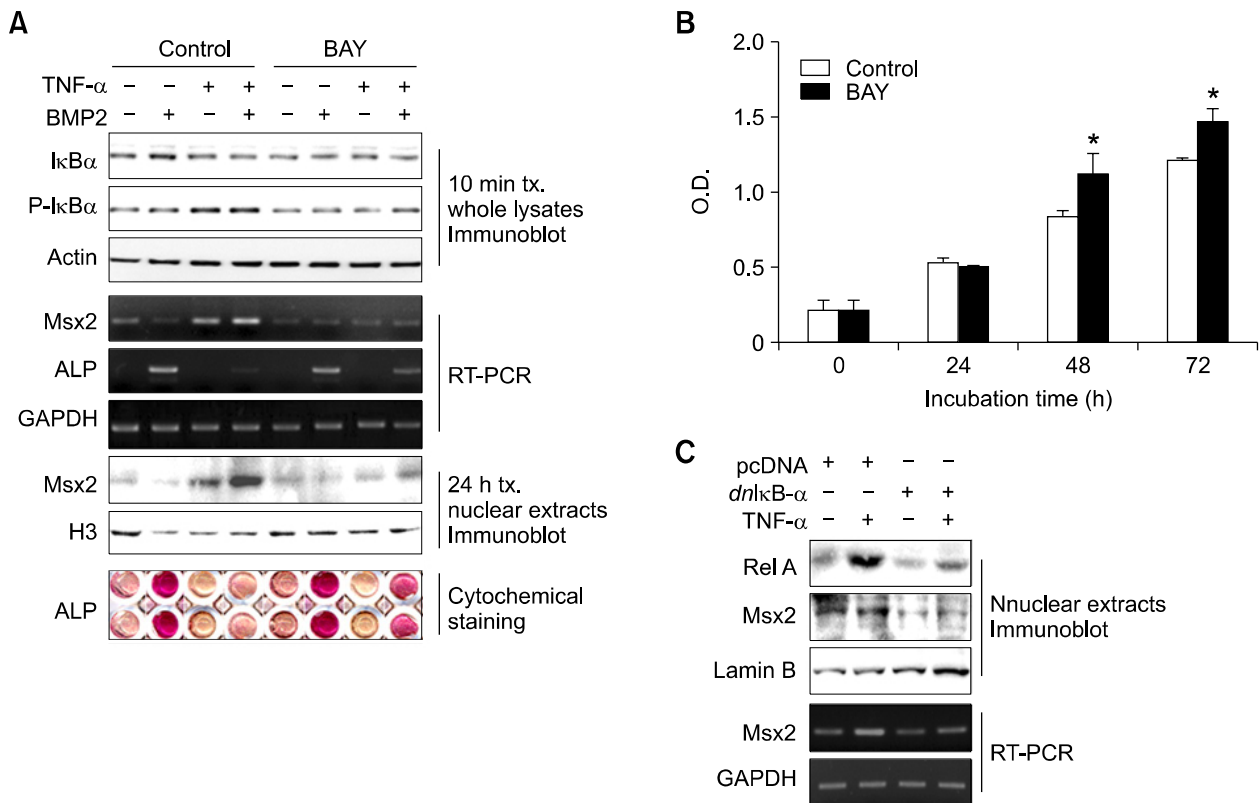 A
Control BAY
TNF-α – – + + – – + +
BMP2 – + – + – + – +
IκBα
P-IκBα
Actin
10 min tx.
whole lysates
Immunoblot
Msx2
ALP
GAPDH
RT-PCR
Msx2
H3
24 h tx.
nuclear extracts
Immunoblot
ALP
Cytochemical
staining
B
2.0
1.5
1.0
0.5
0
O.D.
Control
BAY
*
*
0 24 48 72
Incubation time (h)
C
pcDNA + + – –
dnIκB-α – – + +
TNF-α – + – +
Rel A
Msx2
Lamin B
Nnuclear extracts
Immunoblot
Msx2
GAPDH
RT-PCR